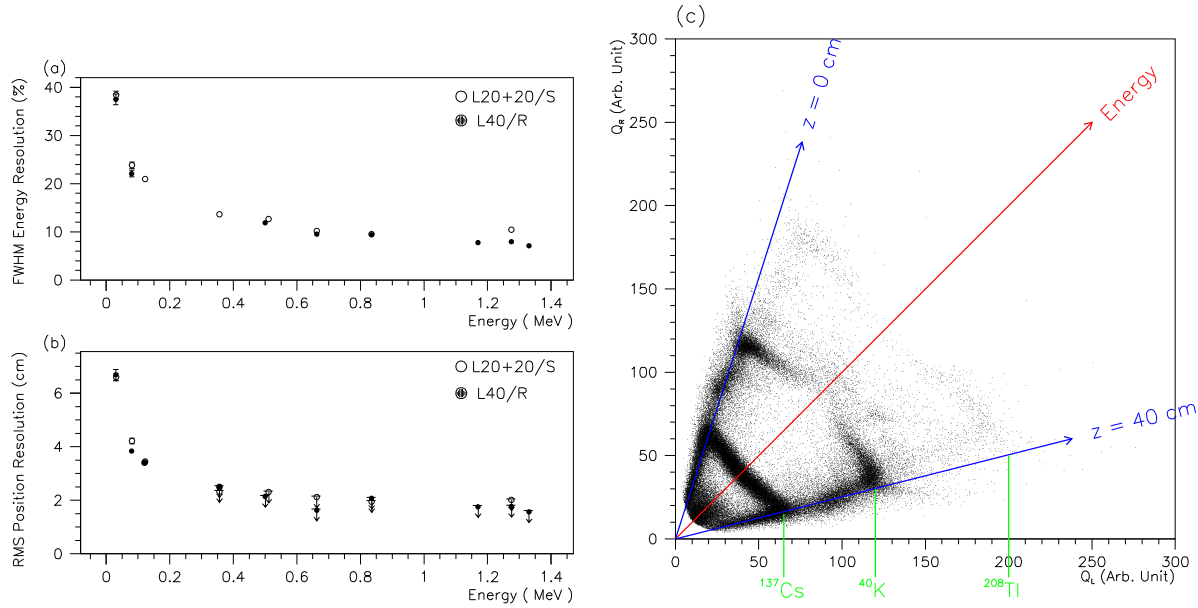 (a)
FWHM Energy Resolution (%)
40
30
20
10
0
L20+20/S
L40/R
0 0.2 0.4 0.6 0.8 1 1.2 1.4
Energy ( MeV )
(b)
RMS Position Resolution (cm)
6
4
2
0
L20+20/S
L40/R
0 0.2 0.4 0.6 0.8 1 1.2 1.4
Energy ( MeV )
(c)
Q_R (Arb. Unit)
300
250
200
150
100
50
0
z = 0 cm
Energy
z = 40 cm
0 50 100 150 200 250 300
Q_L (Arb. Unit)
¹³⁷Cs
⁴⁰K
²⁰⁸Tl